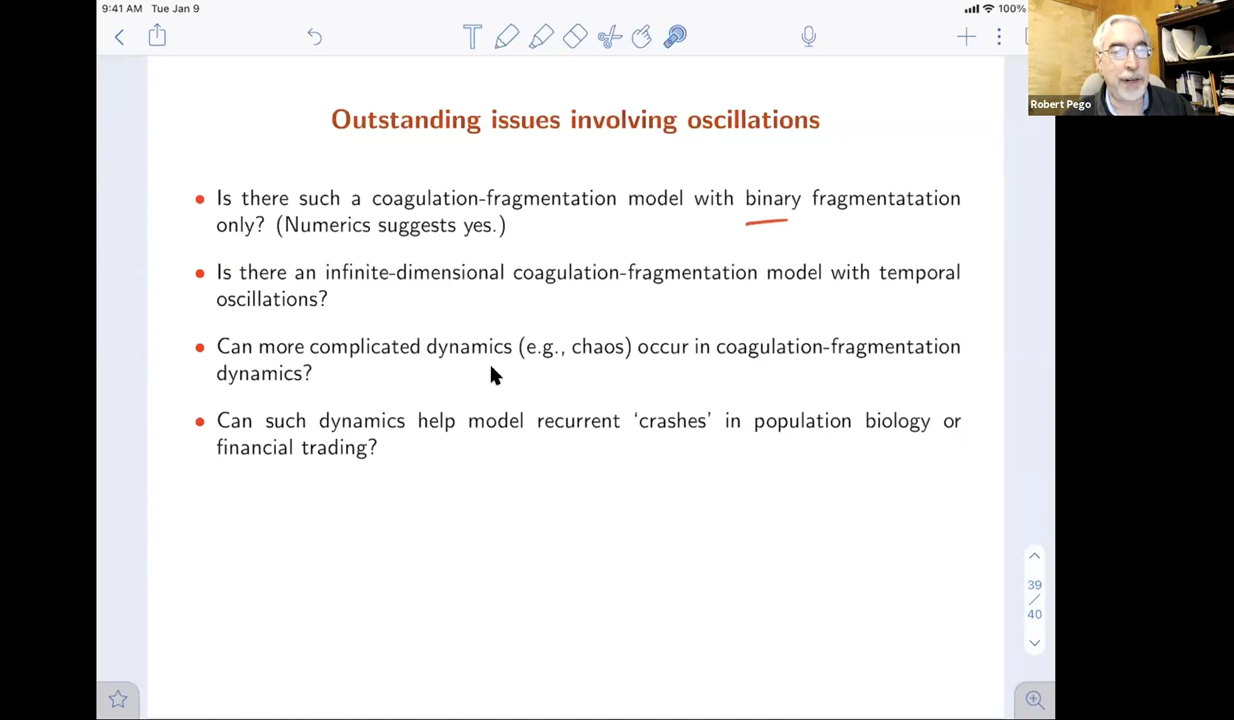 9:41 AM Tue Jan 9
100%
Robert Pego
Outstanding issues involving oscillations
• Is there such a coagulation-fragmentation model with binary fragmentatation
only? (Numerics suggests yes.)
• Is there an infinite-dimensional coagulation-fragmentation model with temporal
oscillations?
• Can more complicated dynamics (e.g., chaos) occur in coagulation-fragmentation
dynamics?
• Can such dynamics help model recurrent ‘crashes’ in population biology or
financial trading?
39
/
40